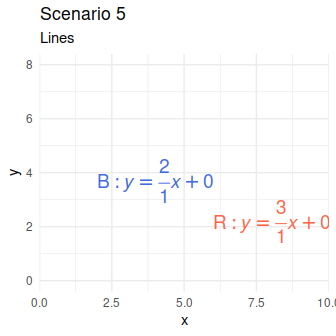 Scenario 5
Lines
8
6
y
4
B : y = 2/1 x + 0
R : y = 3/1 x + 0
2
0
0.0 2.5 5.0 7.5 10.0
x